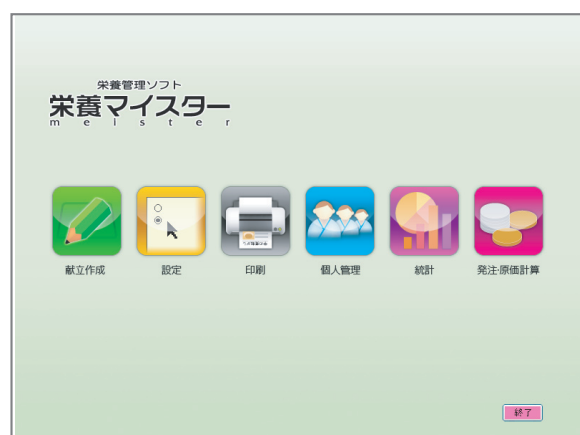 栄養管理ソフト
栄養マイスター
meister
献立作成
設定
印刷
個人管理
統計
発注・原価計算
終了